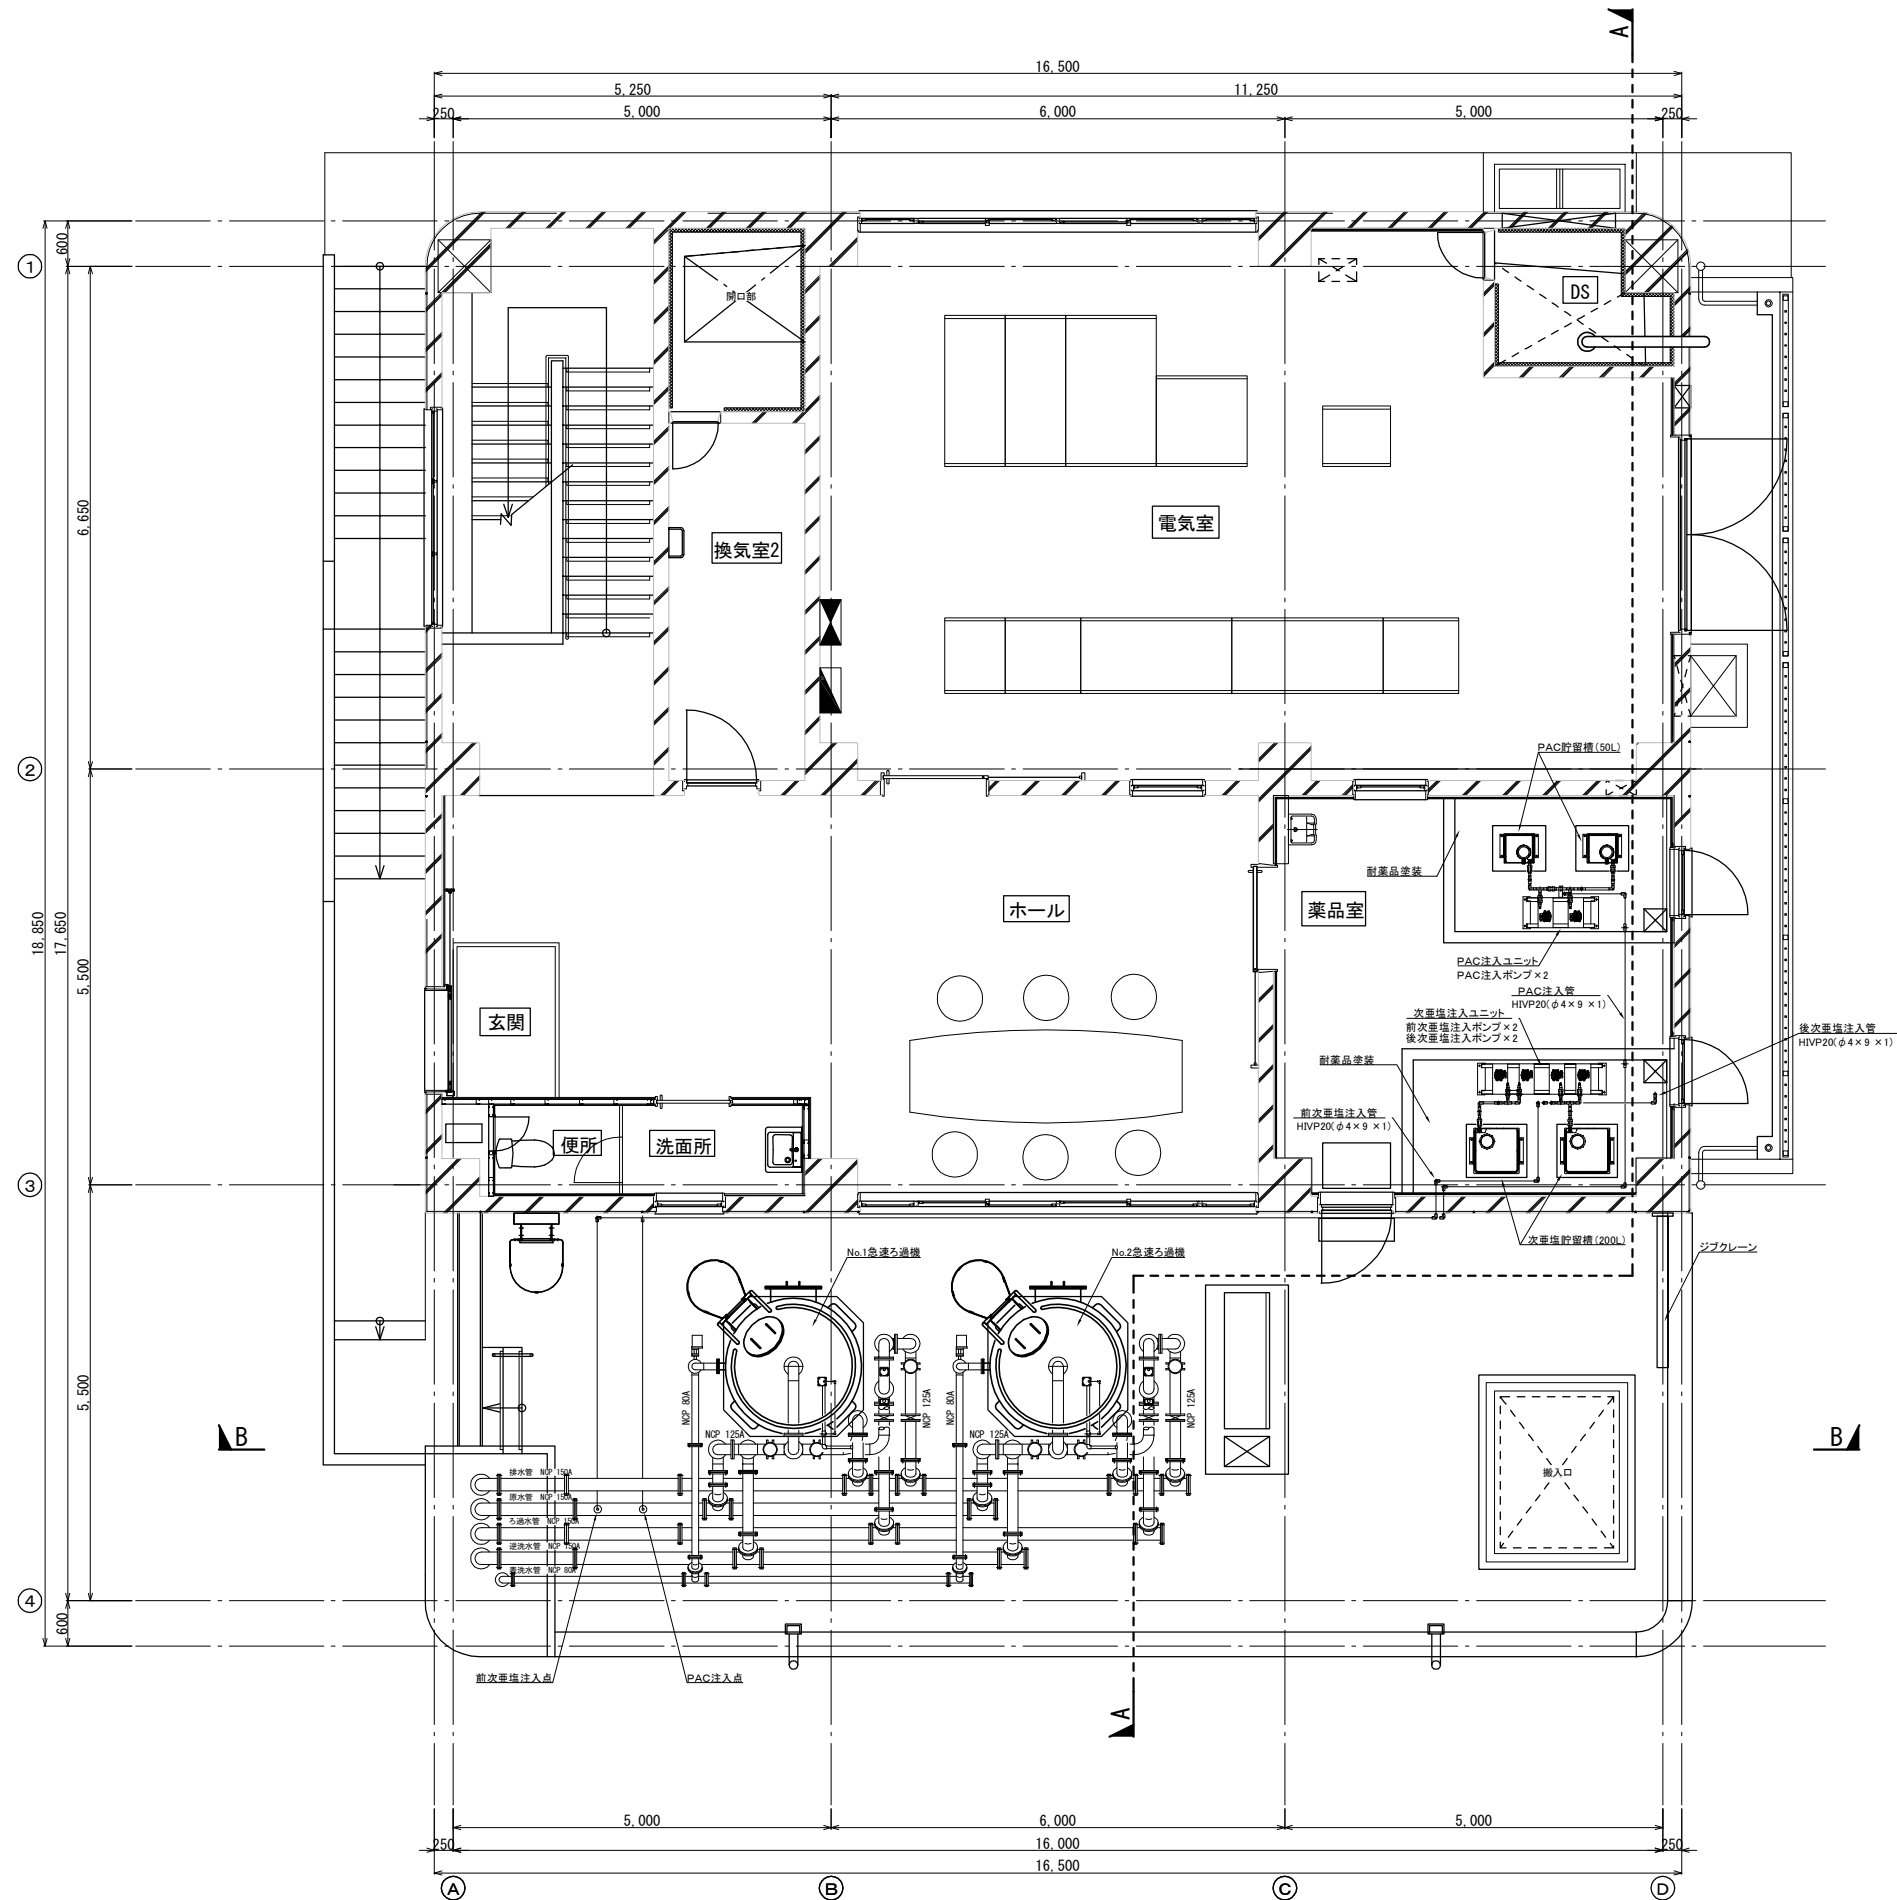 A
16,500
5,250
11,250
250
5,000
6,000
5,000
250
600
①
開口部
DS
6,650
電気室
換気室2
PAC貯留槽(50L)
②
耐薬品塗装
ホール
薬品室
18,850
17,650
5,500
PAC注入ユニット
PAC注入ポンプ×2
PAC注入管
HIVP20(φ4×9 ×1)
玄関
次亜塩注入ユニット
前次亜塩注入ポンプ×2
後次亜塩注入ポンプ×2
後次亜塩注入管
HIVP20(φ4×9 ×1)
耐薬品塗装
前次亜塩注入管
HIVP20(φ4×9 ×1)
便所
洗面所
③
次亜塩貯留槽(200L)
ジブクレーン
No.1急速ろ過機
No.2急速ろ過機
5,500
NCP 80A
NCP 125A
NCP 80A
NCP 125A
NCP 125A
NCP 125A
B
B
排水管 NCP 150A
原水管 NCP 150A
ろ過水管 NCP 150A
逆洗水管 NCP 150A
表洗水管 NCP 80A
搬入口
④
600
前次亜塩注入点
PAC注入点
A
5,000
6,000
5,000
250
16,000
250
16,500
Ⓐ
Ⓑ
Ⓒ
Ⓓ